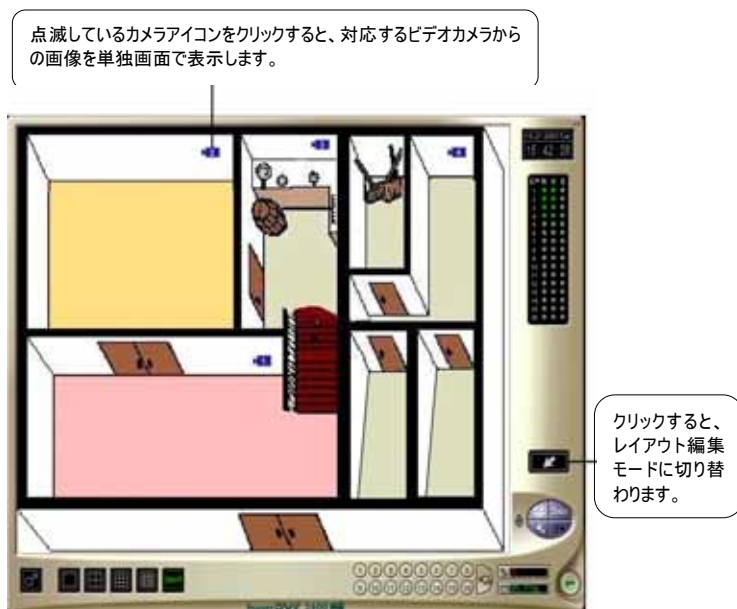 点滅しているカメラアイコンをクリックすると、対応するビデオカメラから
の画像を単独画面で表示します。
クリックすると、
レイアウト編集
モードに切り替
わります。